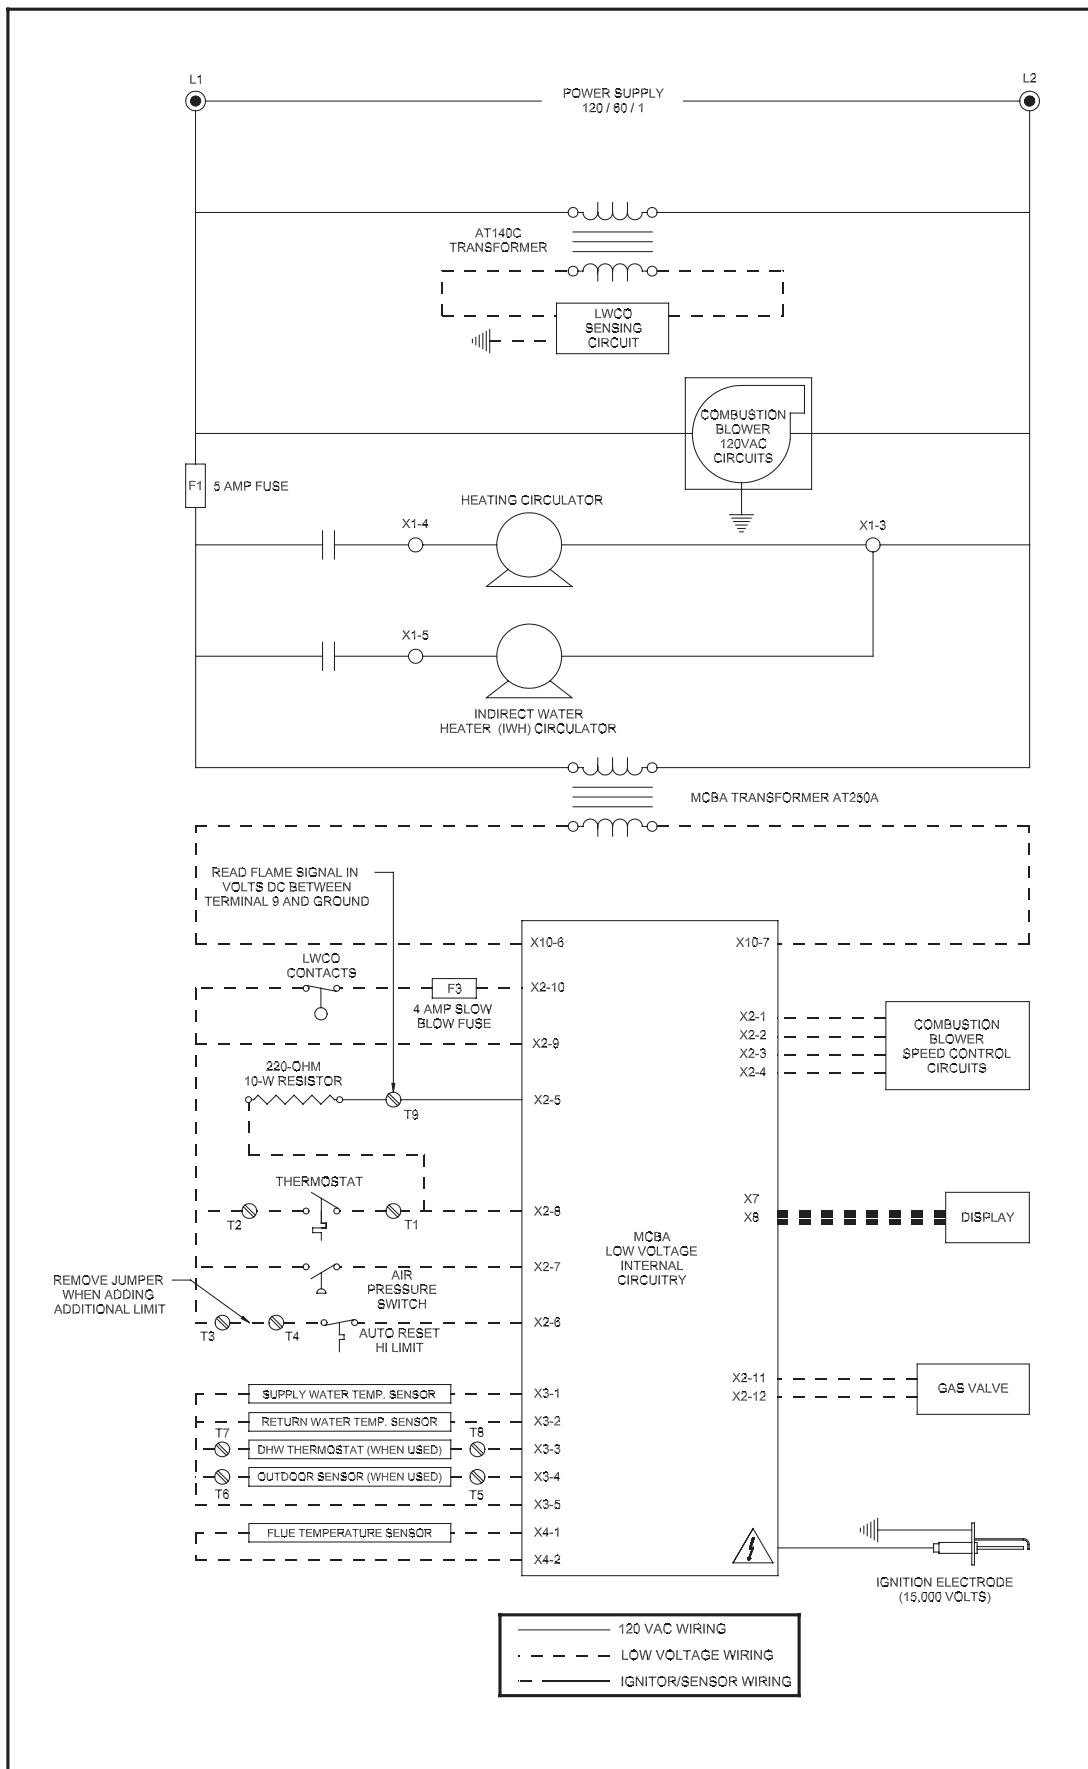 L1
L2
POWER SUPPLY
120 / 60 / 1
AT140C
TRANSFORMER
LWCO
SENSING
CIRCUIT
COMBUSTION
BLOWER
120VAC
CIRCUITS
F1
5 AMP FUSE
HEATING CIRCULATOR
X1-4
X1-3
X1-5
INDIRECT WATER
HEATER (IWH) CIRCULATOR
MCBA TRANSFORMER AT250A
READ FLAME SIGNAL IN
VOLTS DC BETWEEN
TERMINAL 9 AND GROUND
X10-6
X10-7
LWCO
CONTACTS
F3
X2-10
4 AMP SLOW
BLOW FUSE
X2-1
X2-2
X2-3
X2-4
COMBUSTION
BLOWER
SPEED CONTROL
CIRCUITS
X2-9
220-OHM
10-W RESISTOR
T9
X2-5
THERMOSTAT
T2
T1
X2-8
X7
X8
DISPLAY
MCBA
LOW VOLTAGE
INTERNAL
CIRCUITRY
X2-7
AIR
PRESSURE
SWITCH
REMOVE JUMPER
WHEN ADDING
ADDITIONAL LIMIT
T3
T4
AUTO RESET
HI LIMIT
X2-6
X2-11
X2-12
GAS VALVE
SUPPLY WATER TEMP. SENSOR
X3-1
RETURN WATER TEMP. SENSOR
X3-2
T7
T8
DHW THERMOSTAT (WHEN USED)
X3-3
OUTDOOR SENSOR (WHEN USED)
X3-4
T6
T5
X3-5
FLUE TEMPERATURE SENSOR
X4-1
X4-2
IGNITION ELECTRODE
(15,000 VOLTS)
120 VAC WIRING
LOW VOLTAGE WIRING
IGNITOR/SENSOR WIRING